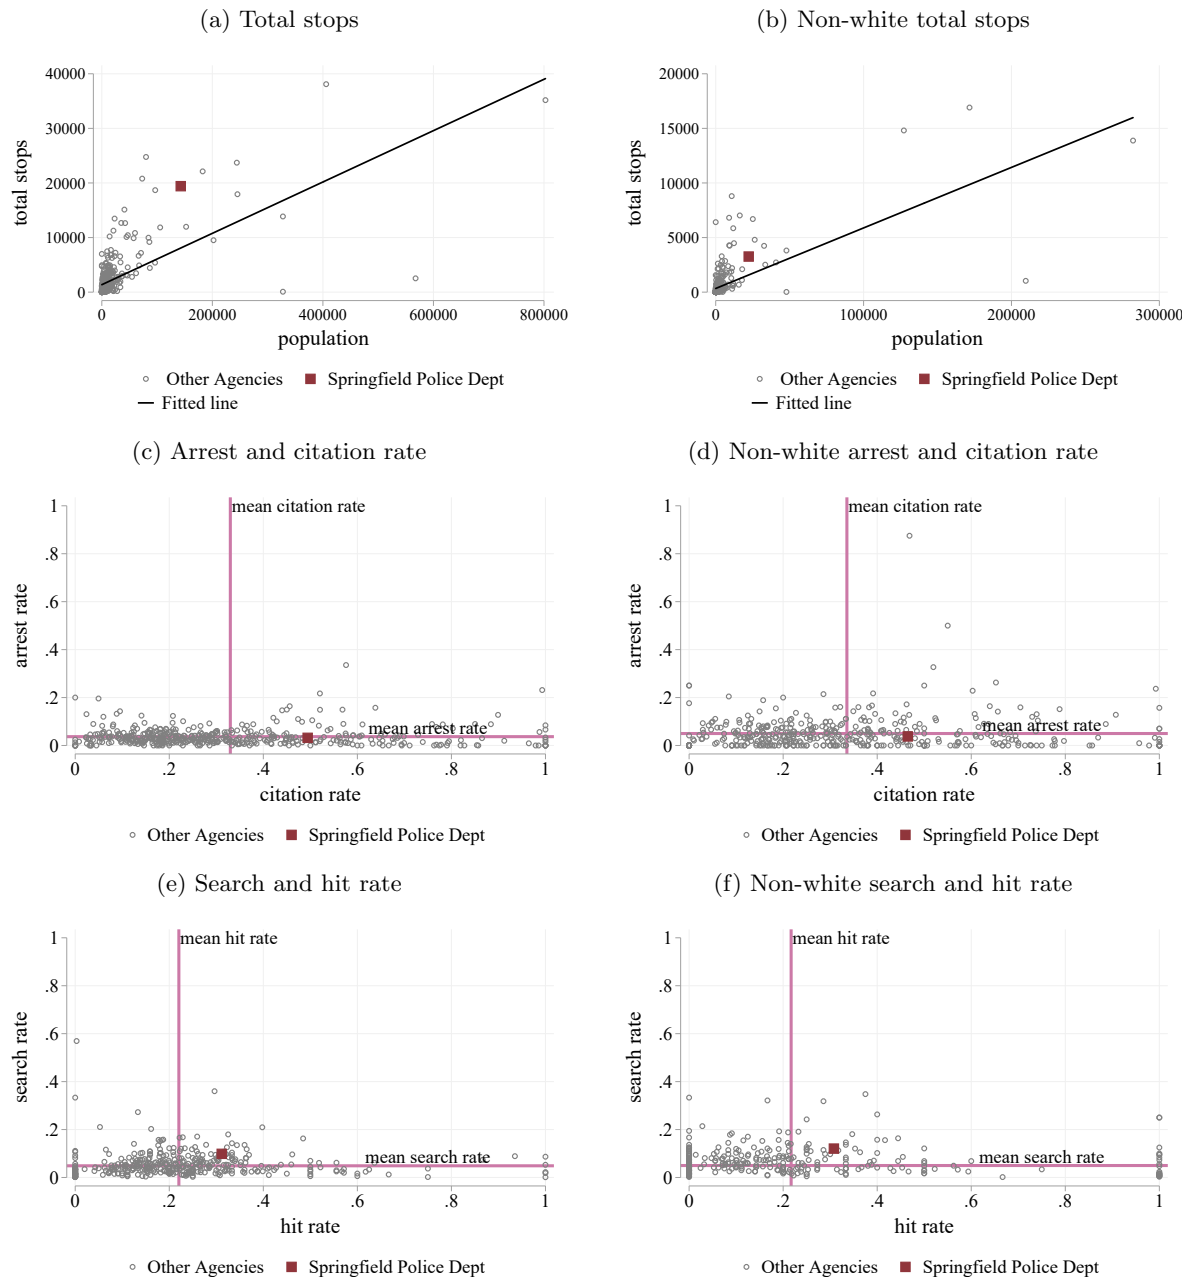 (a) Total stops
(b) Non-white total stops
total stops
40000
30000
20000
10000
0
0
200000
400000
600000
800000
population
Other Agencies
Springfield Police Dept
Fitted line
total stops
20000
15000
10000
5000
0
0
100000
200000
300000
population
Other Agencies
Springfield Police Dept
Fitted line
(c) Arrest and citation rate
(d) Non-white arrest and citation rate
arrest rate
1
.8
.6
.4
.2
0
mean citation rate
mean arrest rate
0
.2
.4
.6
.8
1
citation rate
Other Agencies
Springfield Police Dept
arrest rate
1
.8
.6
.4
.2
0
mean citation rate
mean arrest rate
0
.2
.4
.6
.8
1
citation rate
Other Agencies
Springfield Police Dept
(e) Search and hit rate
(f) Non-white search and hit rate
search rate
1
.8
.6
.4
.2
0
mean hit rate
mean search rate
0
.2
.4
.6
.8
1
hit rate
Other Agencies
Springfield Police Dept
search rate
1
.8
.6
.4
.2
0
mean hit rate
mean search rate
0
.2
.4
.6
.8
1
hit rate
Other Agencies
Springfield Police Dept